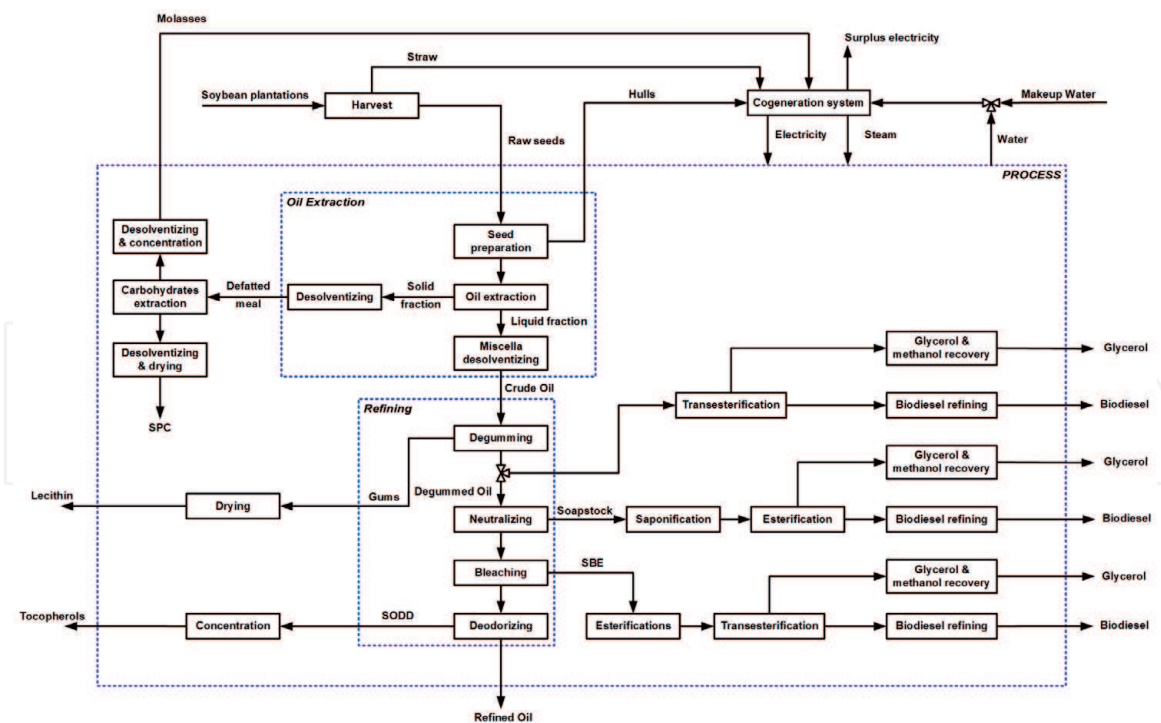 Molasses
Surplus electricity
Straw
Soybean plantations
Harvest
Hulls
Cogeneration system
Makeup Water
Raw seeds
Electricity
Steam
Water
PROCESS
Oil Extraction
Desolventizing
& concentration
Seed
preparation
Carbohydrates
extraction
Defatted
meal
Desolventizing
Solid
fraction
Oil extraction
Liquid fraction
Desolventizing
& drying
Miscella
desolventizing
Glycerol &
methanol recovery
Glycerol
Crude Oil
Refining
Transesterification
Biodiesel refining
Biodiesel
SPC
Degumming
Glycerol &
methanol recovery
Glycerol
Lecithin
Drying
Gums
Degummed Oil
Neutralizing
Soapstock
Saponification
Esterification
Biodiesel refining
Biodiesel
Bleaching
SBE
Glycerol &
methanol recovery
Glycerol
Tocopherols
Concentration
SODD
Deodorizing
Esterifications
Transesterification
Biodiesel refining
Biodiesel
Refined Oil